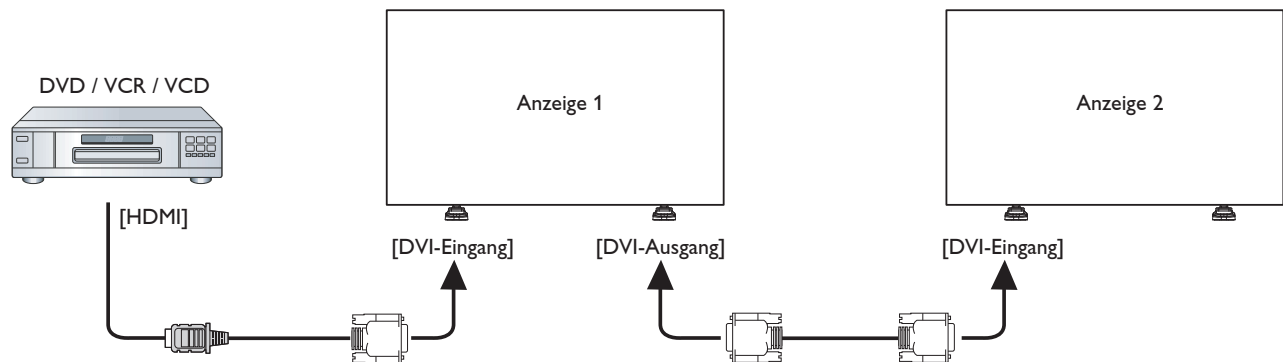 DVD / VCR / VCD
Anzeige 1
Anzeige 2
[HDMI]
[DVI-Eingang]
[DVI-Ausgang]
[DVI-Eingang]